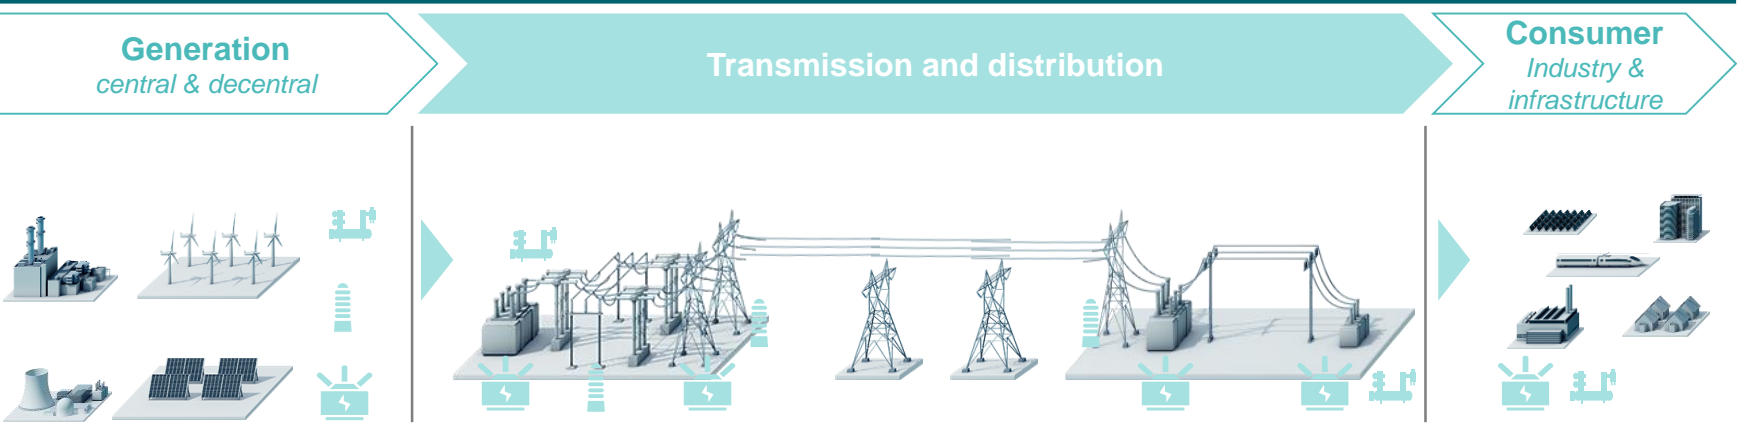 Generation
central & decentral
Transmission and distribution
Consumer
Industry &
infrastructure